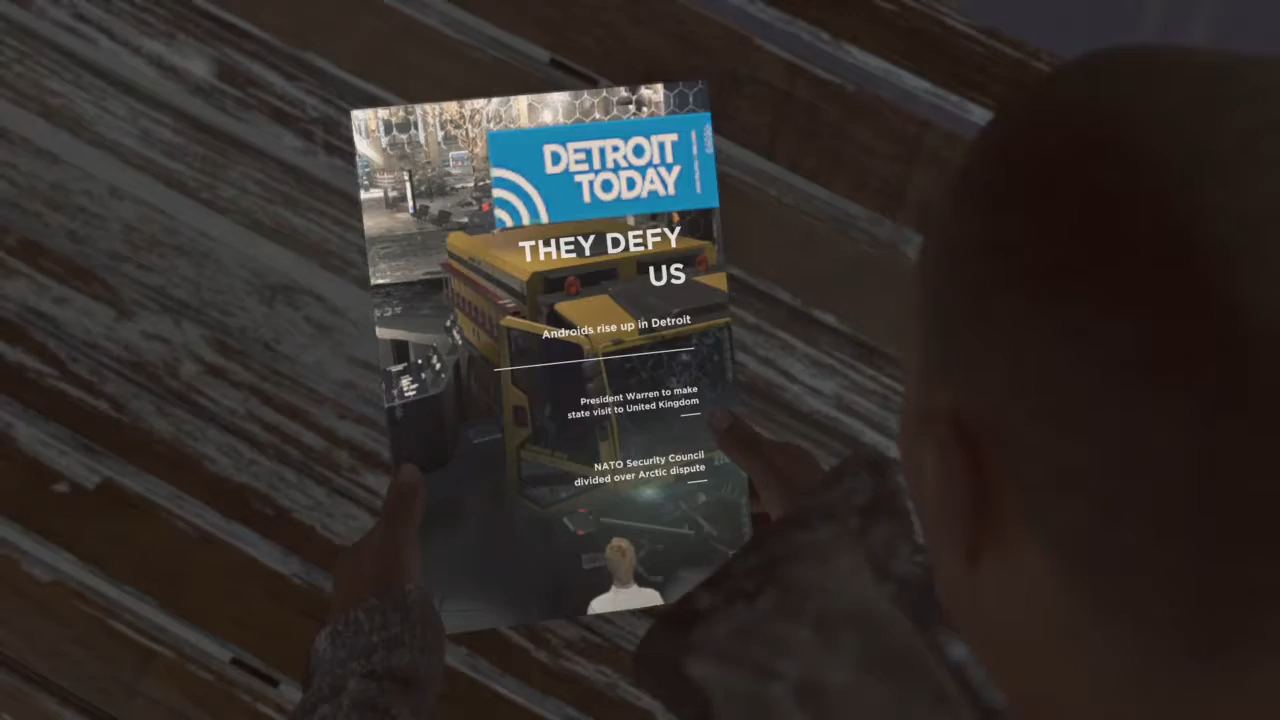 DETROIT
TODAY
THEY DEFY
US
Androids rise up in Detroit
President Warren to make
state visit to United Kingdom
NATO Security Council
divided over Arctic dispute